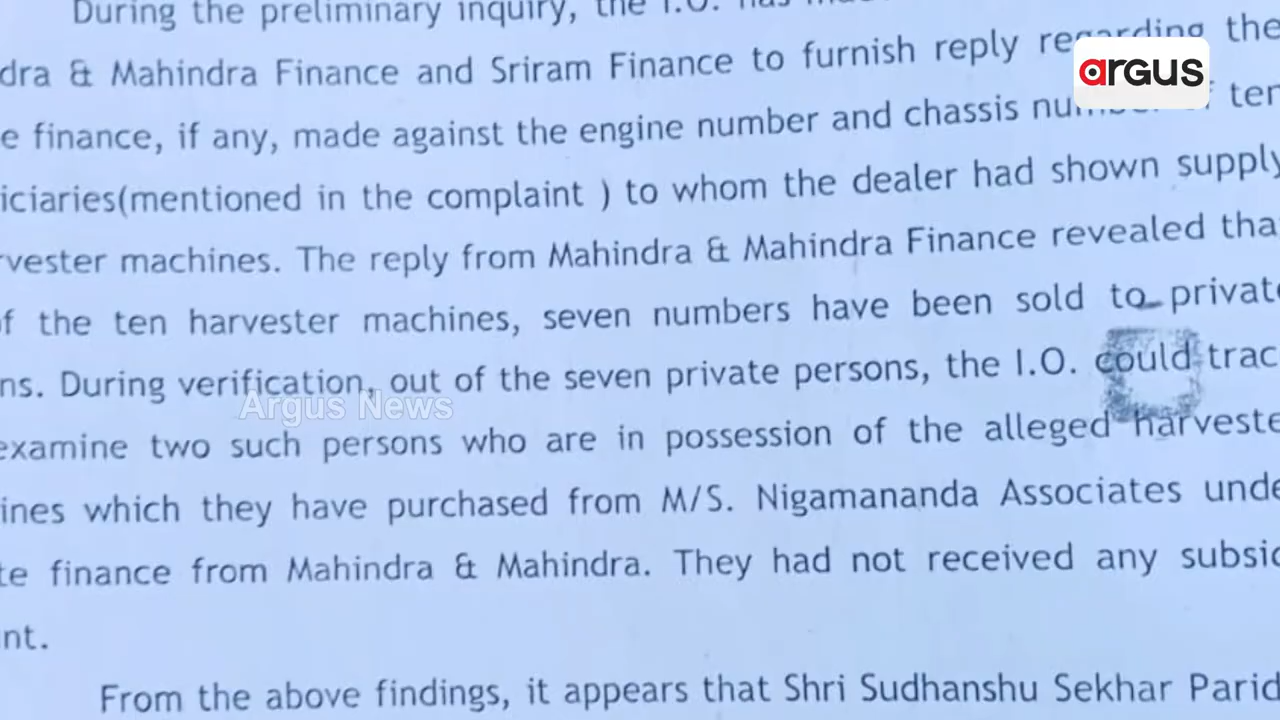 During the preliminary inquiry, the I.O. has
dra & Mahindra Finance and Sriram Finance to furnish reply regarding the
e finance, if any, made against the engine number and chassis number of ten
iciaries(mentioned in the complaint ) to whom the dealer had shown supply
rvester machines. The reply from Mahindra & Mahindra Finance revealed tha
f the ten harvester machines, seven numbers have been sold to private
ns. During verification, out of the seven private persons, the I.O. could trac
examine two such persons who are in possession of the alleged harveste
ines which they have purchased from M/S. Nigamananda Associates unde
te finance from Mahindra & Mahindra. They had not received any subsid
nt.
From the above findings, it appears that Shri Sudhanshu Sekhar Parid
argus
Argus News